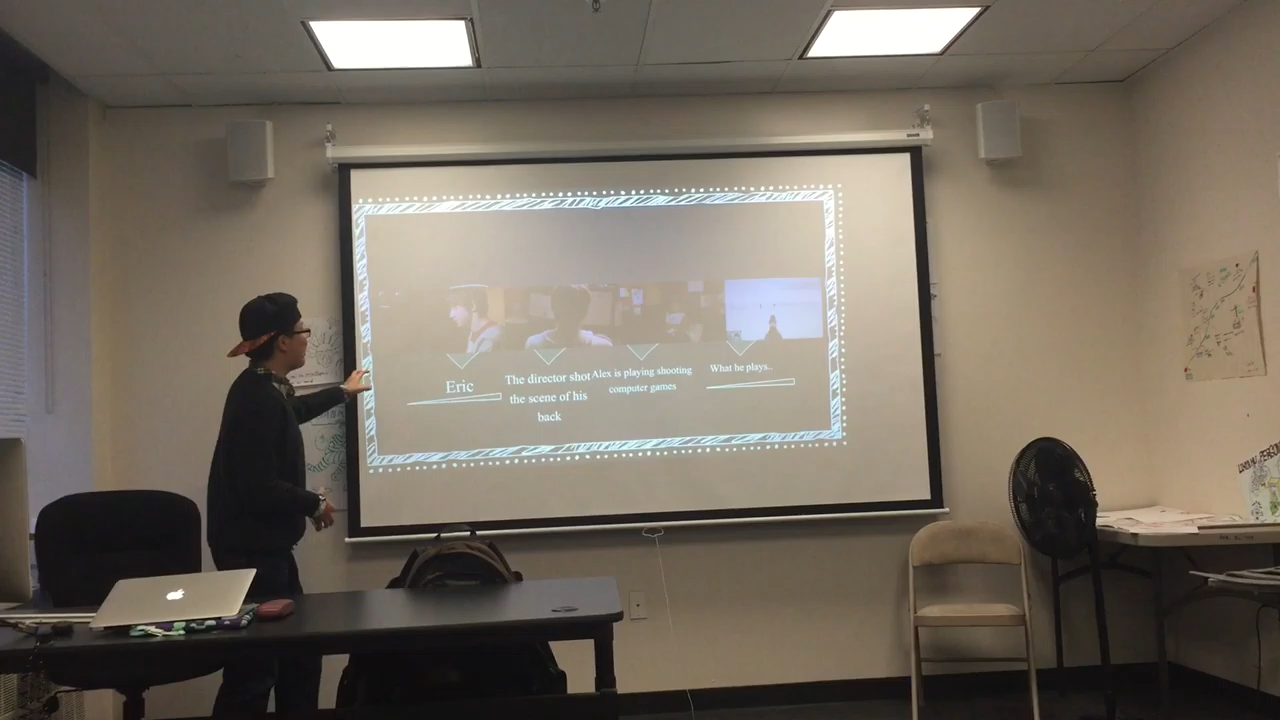 Eric
The director shot
the scene of his
back
Alex is playing shooting
computer games
What he plays..